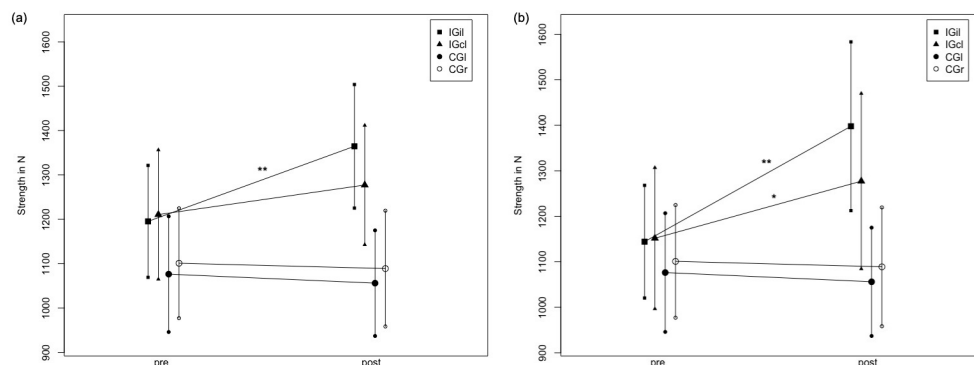 (a)
Strength in N
1600
1500
1400
1300
1200
1100
1000
900
pre
post
**
IGil
IGcl
CGl
CGr
(b)
Strength in N
1600
1500
1400
1300
1200
1100
1000
900
pre
post
**
*
IGil
IGcl
CGl
CGr